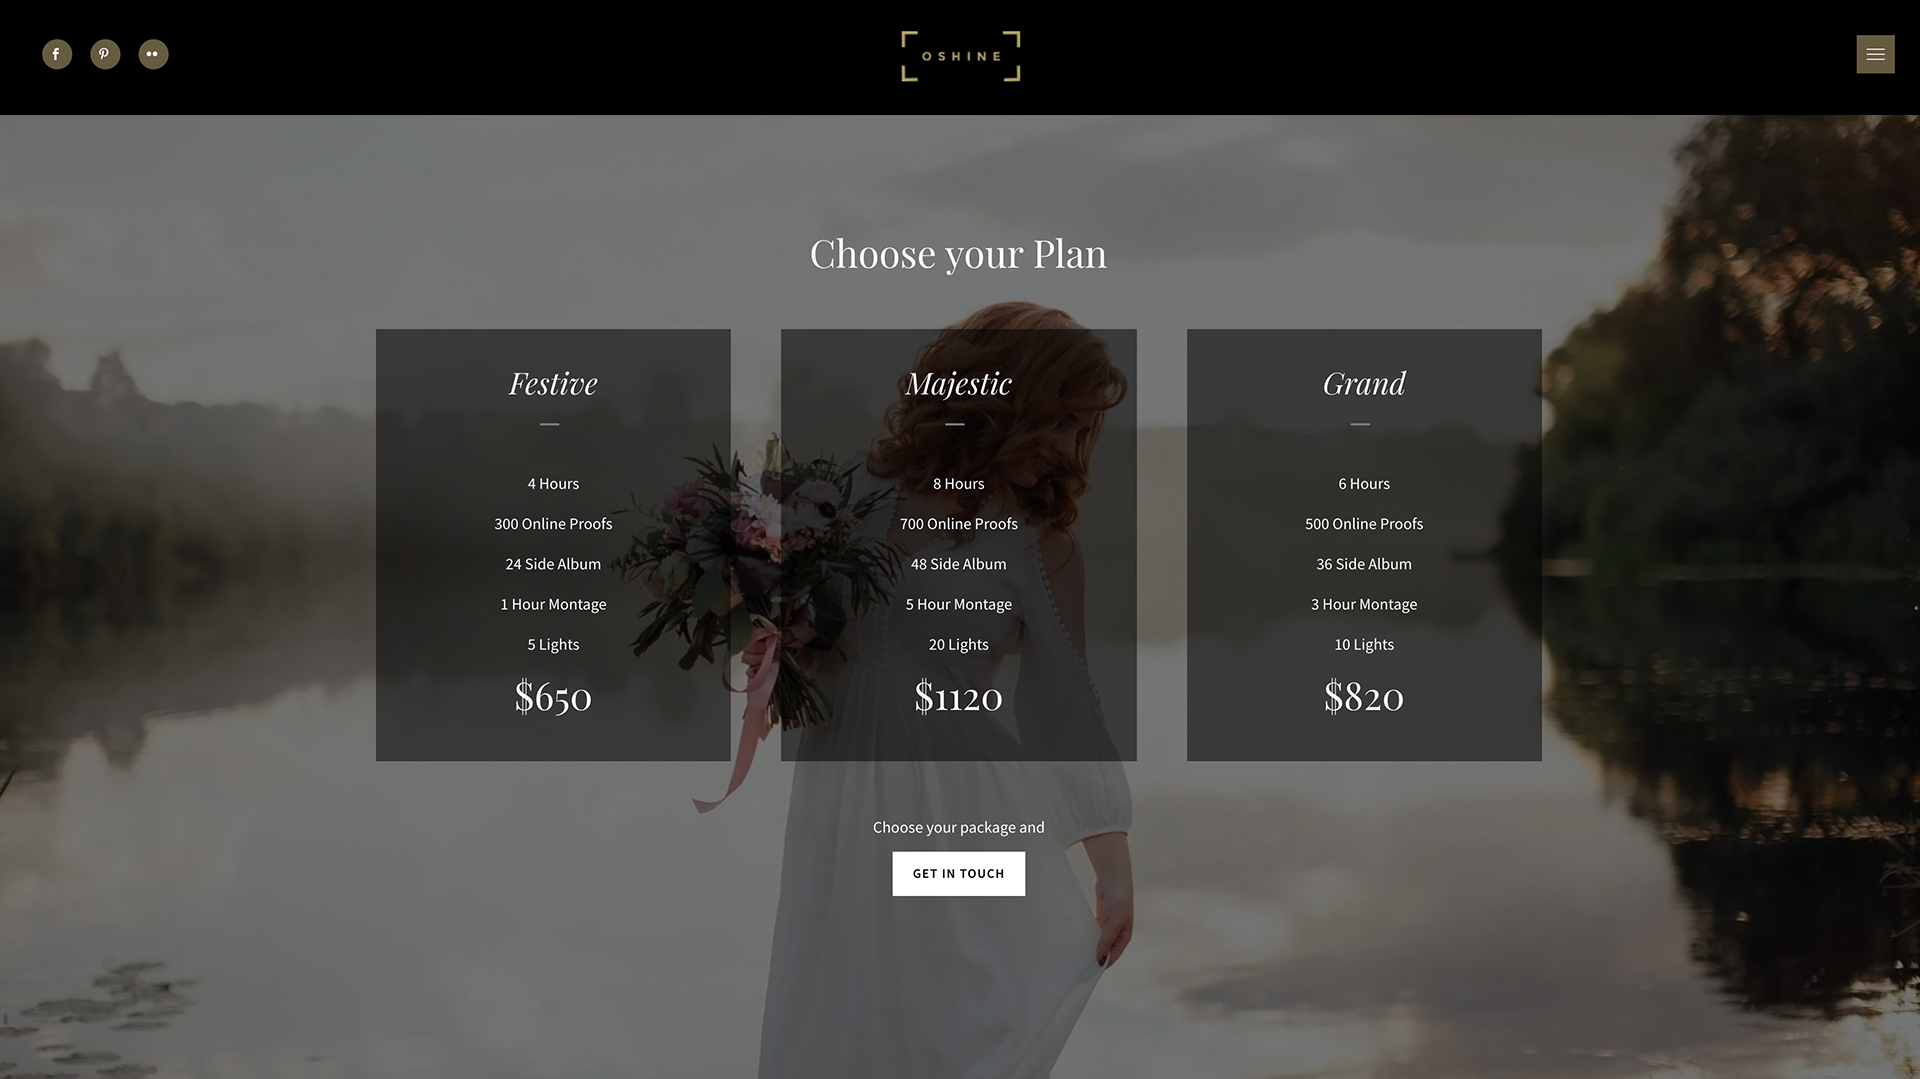 OSHINE
Choose your Plan
Festive
4 Hours
300 Online Proofs
24 Side Album
1 Hour Montage
5 Lights
$650
Majestic
8 Hours
700 Online Proofs
48 Side Album
5 Hour Montage
20 Lights
$1120
Grand
6 Hours
500 Online Proofs
36 Side Album
3 Hour Montage
10 Lights
$820
Choose your package and
GET IN TOUCH